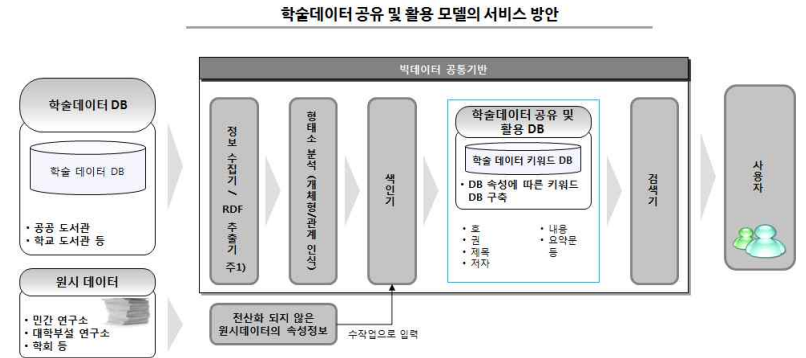 학술데이터 공유 및 활용 모델의 서비스 방안
빅데이터 공통기반
학술데이터 DB
학술 데이터 DB
• 공공 도서관
• 학교 도서관 등
원시 데이터
• 민간 연구소
• 대학부설 연구소
• 학회 등
정보 수집기 / RDF 추출기 주1)
형태소 분석 (개체형/관계 인식)
색인기
학술데이터 공유 및
활용 DB
학술 데이터 키워드 DB
• DB 속성에 따른 키워드
DB 구축
• 호
• 권
• 제목
• 저자
• 내용
• 요약문
등
검색기
사용자
전산화 되지 않은
원시데이터의 속성정보
수작업으로 입력